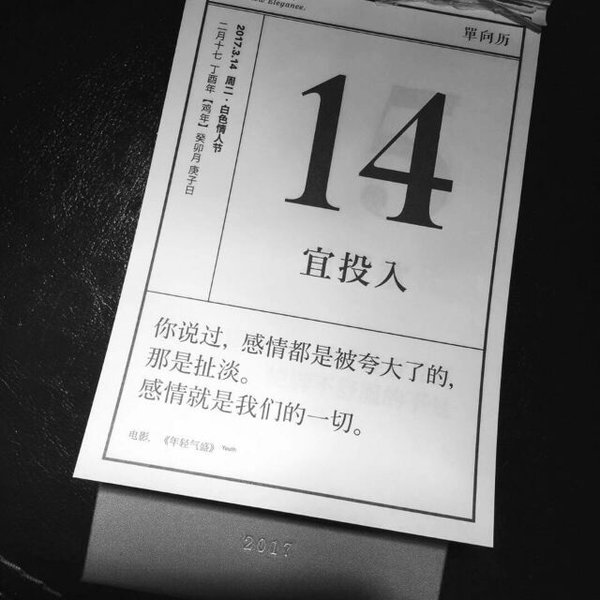 Elegance.
單向历
2017.3.14 周二·白色情人节
二月十七 丁酉年【鸡年】癸卯月 庚子日
14
宜投入
你说过，感情都是被夸大了的，
那是扯淡。
感情就是我们的一切。
电影，《年轻气盛》 Youth
2017